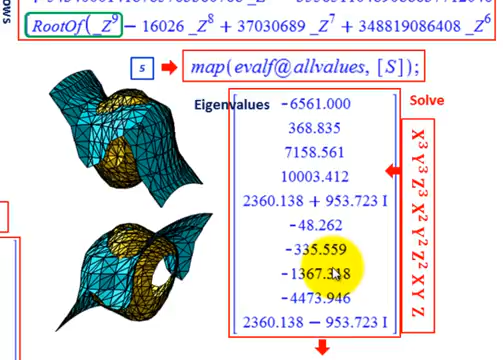 RootOf(_Z^9 − 16026 _Z^8 + 37030689 _Z^7 + 348819086408 _Z^6
s
map(evalf@allvalues, [S]);
Eigenvalues
Solve
-6561.000
368.835
7158.561
10003.412
2360.138 + 953.723 I
-48.262
-335.559
-1367.318
-4473.946
2360.138 − 953.723 I
X^3 Y^3 Z^3 X^2 Y^2 Z^2 X Y Z